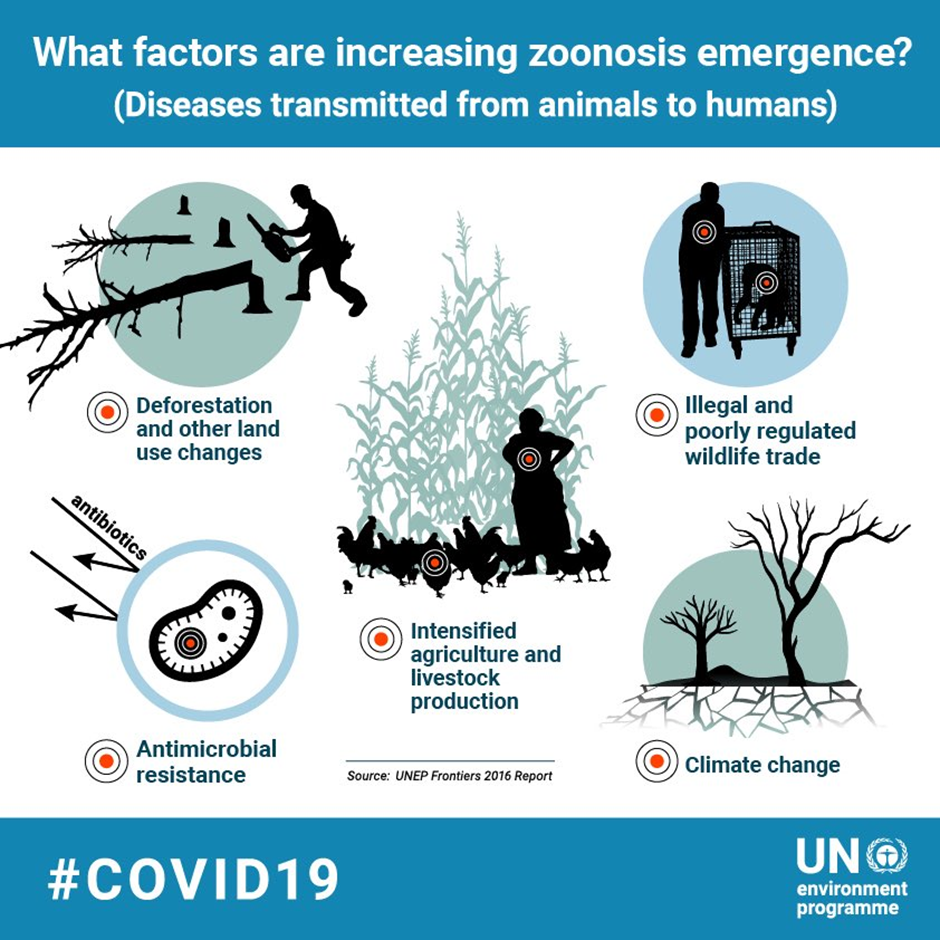 What factors are increasing zoonosis emergence?
(Diseases transmitted from animals to humans)
Deforestation
and other land
use changes
Illegal and
poorly regulated
wildlife trade
antibiotics
Intensified
agriculture and
livestock
production
Antimicrobial
resistance
Climate change
Source: UNEP Frontiers 2016 Report
#COVID19
UN
environment
programme